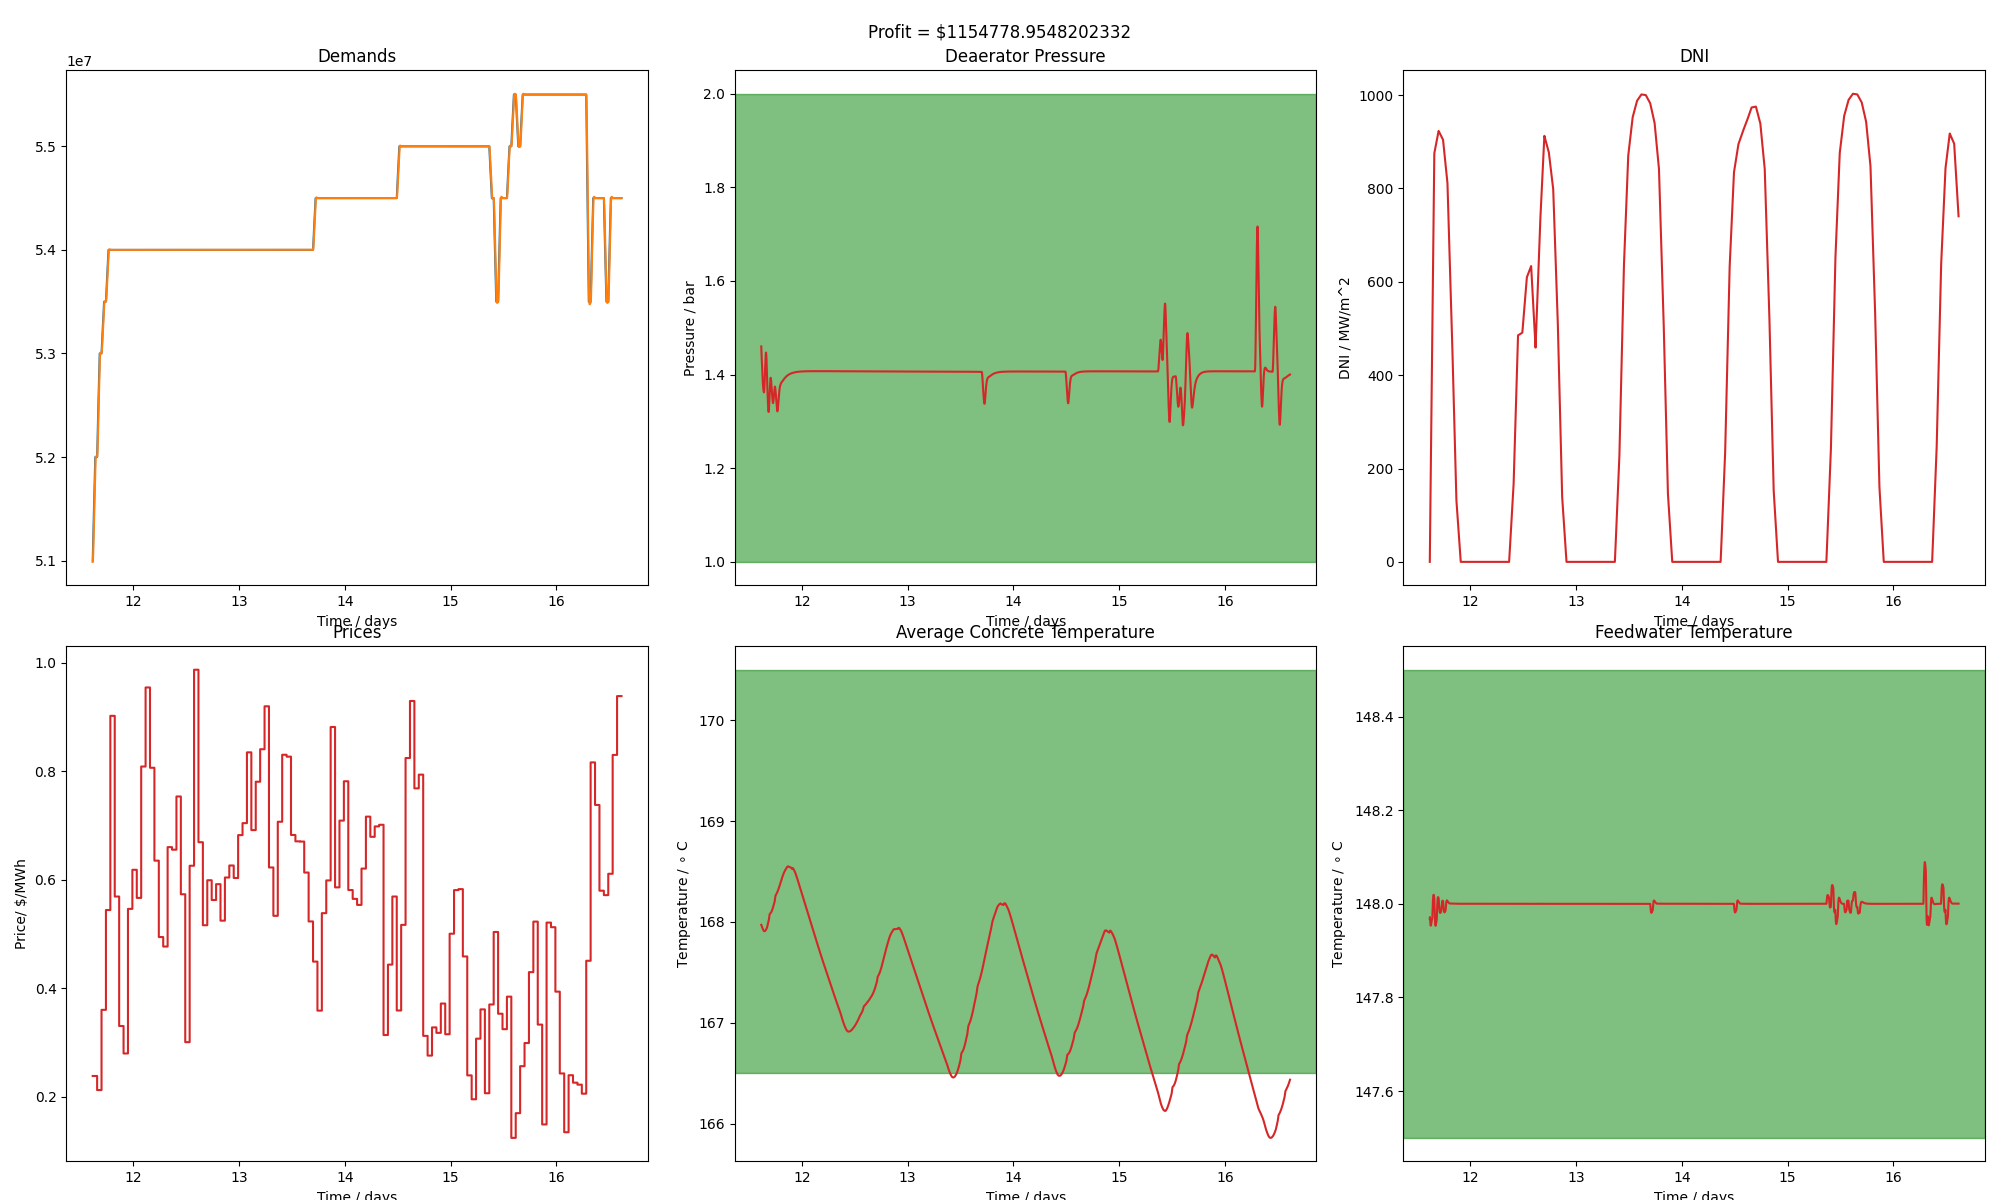 Profit = $1154778.9548202332
Demands
1e7
5.5
5.4
5.3
5.2
5.1
12 13 14 15 16
Time / days
Deaerator Pressure
Pressure / bar
2.0
1.8
1.6
1.4
1.2
1.0
12 13 14 15 16
Time / days
DNI
DNI / MW/m^2
1000
800
600
400
200
0
12 13 14 15 16
Time / days
Prices
Price/ $/MWh
1.0
0.8
0.6
0.4
0.2
12 13 14 15 16
Time / days
Average Concrete Temperature
Temperature / ∘ C
170
169
168
167
166
12 13 14 15 16
Time / days
Feedwater Temperature
Temperature / ∘ C
148.4
148.2
148.0
147.8
147.6
12 13 14 15 16
Time / days